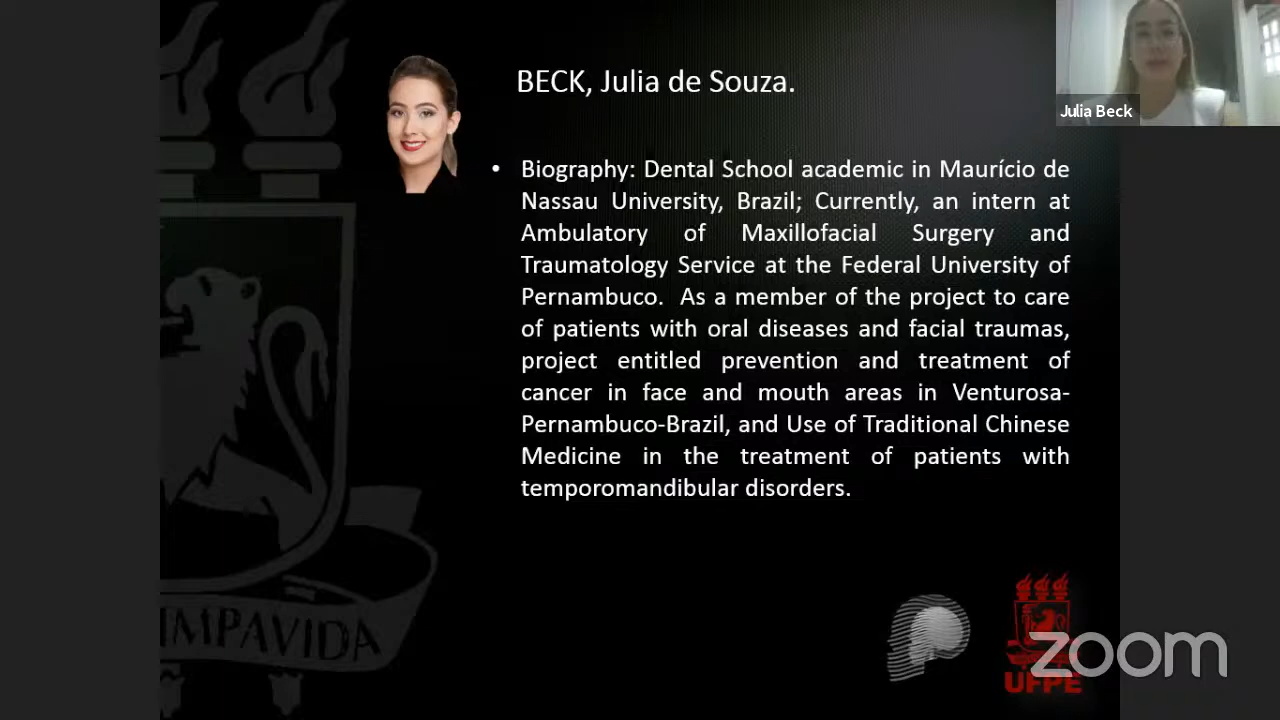 BECK, Julia de Souza.
Julia Beck
• Biography: Dental School academic in Maurício de
Nassau University, Brazil; Currently, an intern at
Ambulatory of Maxillofacial Surgery and
Traumatology Service at the Federal University of
Pernambuco. As a member of the project to care
of patients with oral diseases and facial traumas,
project entitled prevention and treatment of
cancer in face and mouth areas in Venturosa-
Pernambuco-Brazil, and Use of Traditional Chinese
Medicine in the treatment of patients with
temporomandibular disorders.
IMPAVIDA
zoom
UFPE